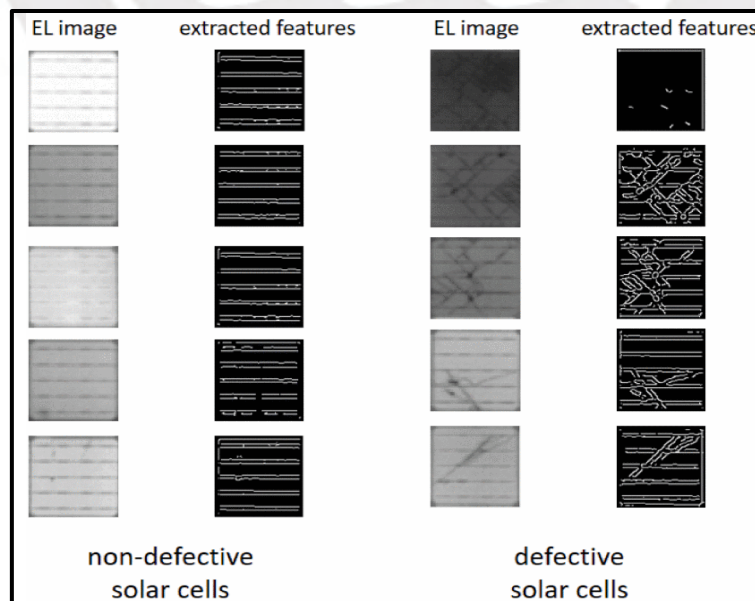 EL image extracted features EL image extracted features
non-defective
solar cells
defective
solar cells